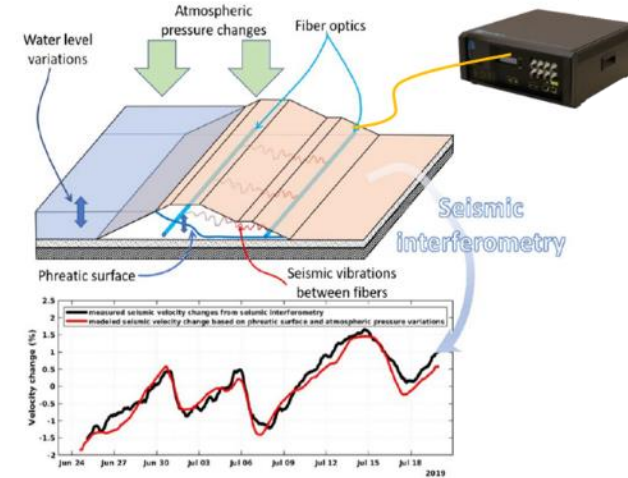 Atmospheric
pressure changes
Fiber optics
Water level
variations
Seismic
interferometry
Phreatic surface
Seismic vibrations
between fibers
2.5
2
1.5
1
0.5
0
-0.5
-1
-1.5
-2
Velocity change (%)
measured seismic velocity changes from seismic interferometry
modeled seismic velocity change based on phreatic surface and atmospheric pressure variations
Jun 24
Jun 27
Jun 30
Jul 03
Jul 06
Jul 09
Jul 12
Jul 15
Jul 18
2019